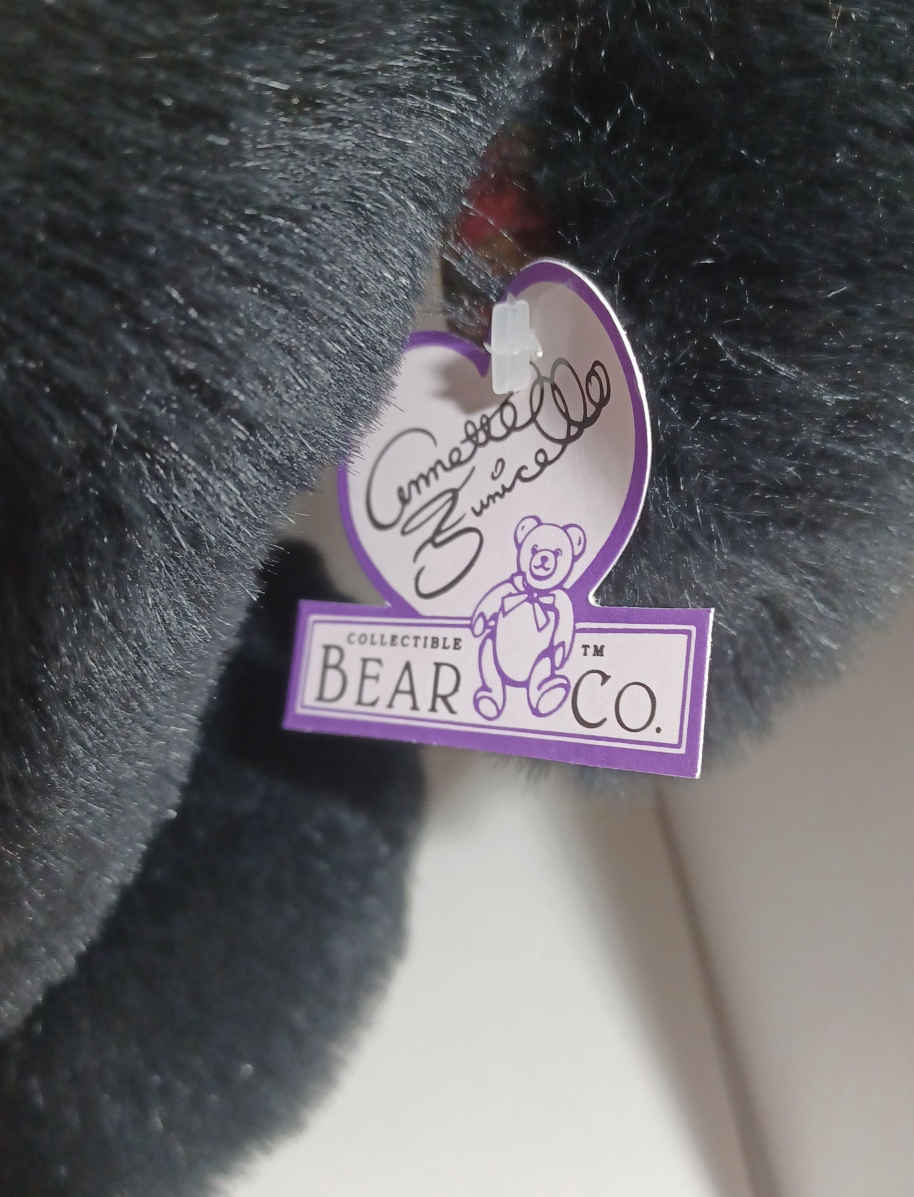 Annette
Funicello
COLLECTIBLE
BEAR CO. TM